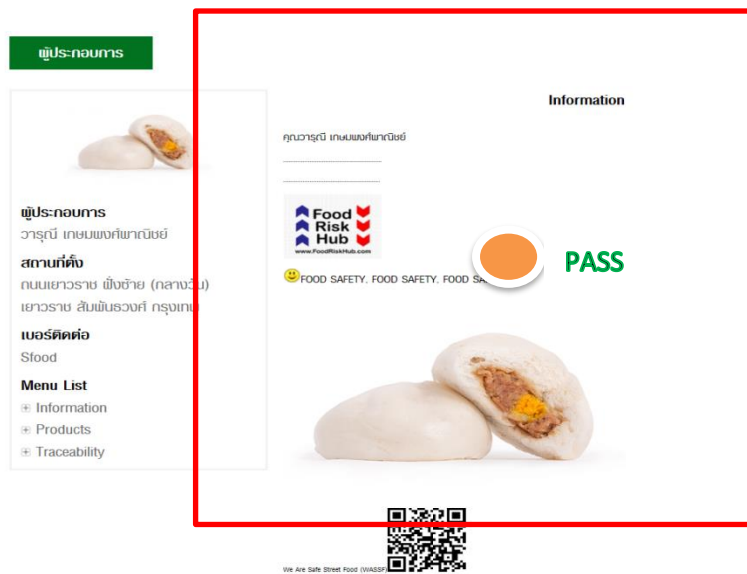 ผู้ประกอบการ
Information
คุณวารุณี เกษมพงศ์พาณิชย์
Food
Risk
Hub
www.FoodRiskHub.com
PASS
FOOD SAFETY. FOOD SAFETY. FOOD
ผู้ประกอบการ
วารุณี เกษมพงศ์พาณิชย์
สถานที่ตั้ง
ถนนเยาวราช ฝั่งซ้าย (กลางวัน)
เยาวราช สัมพันธวงศ์ กรุงเทพ
เบอร์ติดต่อ
Sfood
Menu List
Information
Products
Traceability
We Are Safe Street Food (WASSF)